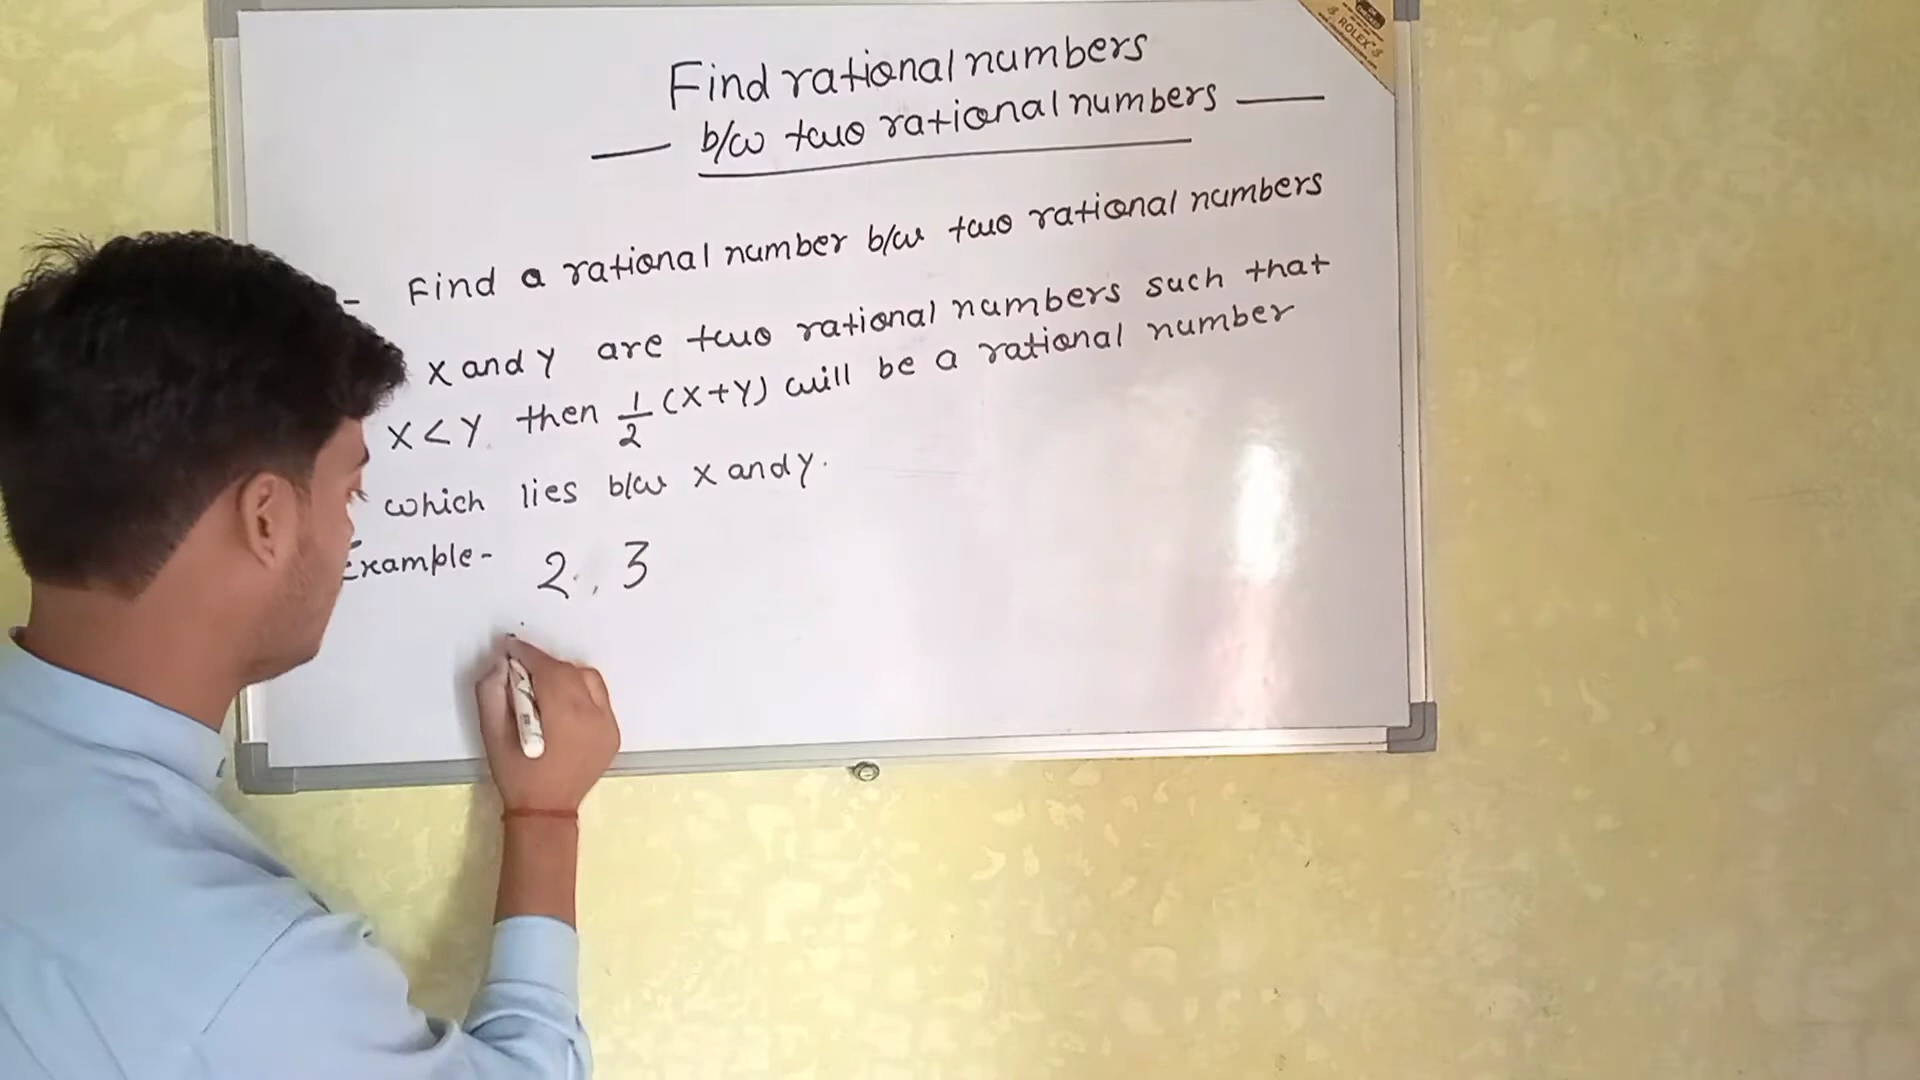 Find rational numbers
b/w two rational numbers
- Find a rational number b/w two rational numbers
x and y are two rational numbers such that
x<y then 1/2 (x+y) will be a rational number
which lies b/w x and y.
Example- 2, 3
ROLEX